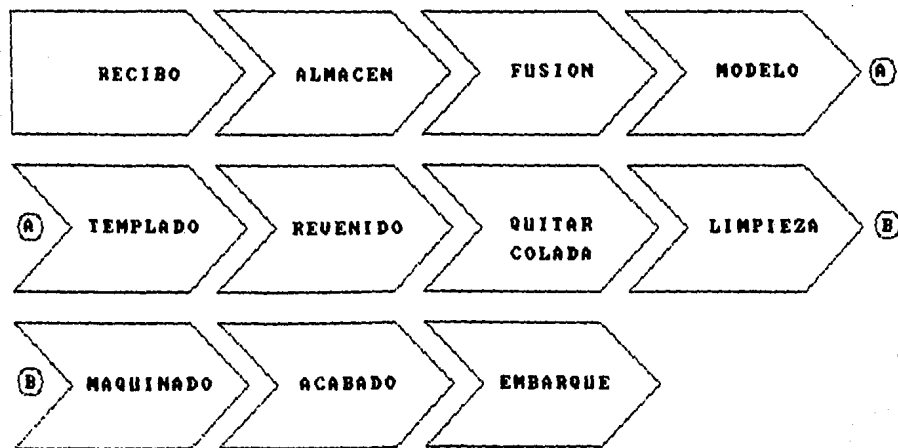 RECIBO ALMACEN FUSION MODELO A
A TEMPLADO REVENIDO QUITAR COLADA LIMPIEZA B
B MAQUINADO ACABADO EMBARQUE